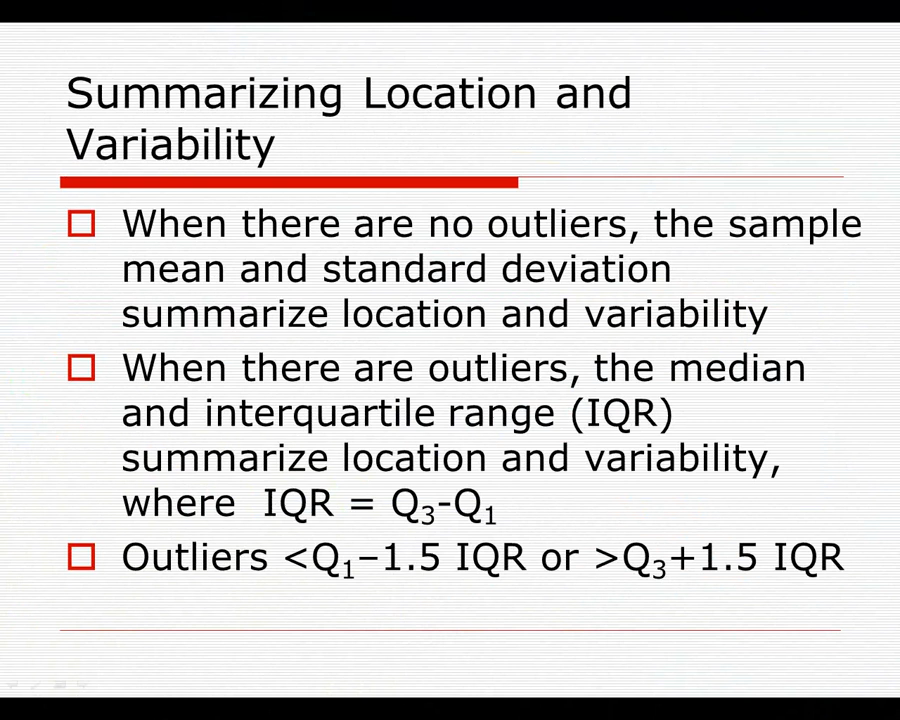 Summarizing Location and
Variability
When there are no outliers, the sample
mean and standard deviation
summarize location and variability
When there are outliers, the median
and interquartile range (IQR)
summarize location and variability,
where IQR = Q₃-Q₁
Outliers <Q₁–1.5 IQR or >Q₃+1.5 IQR